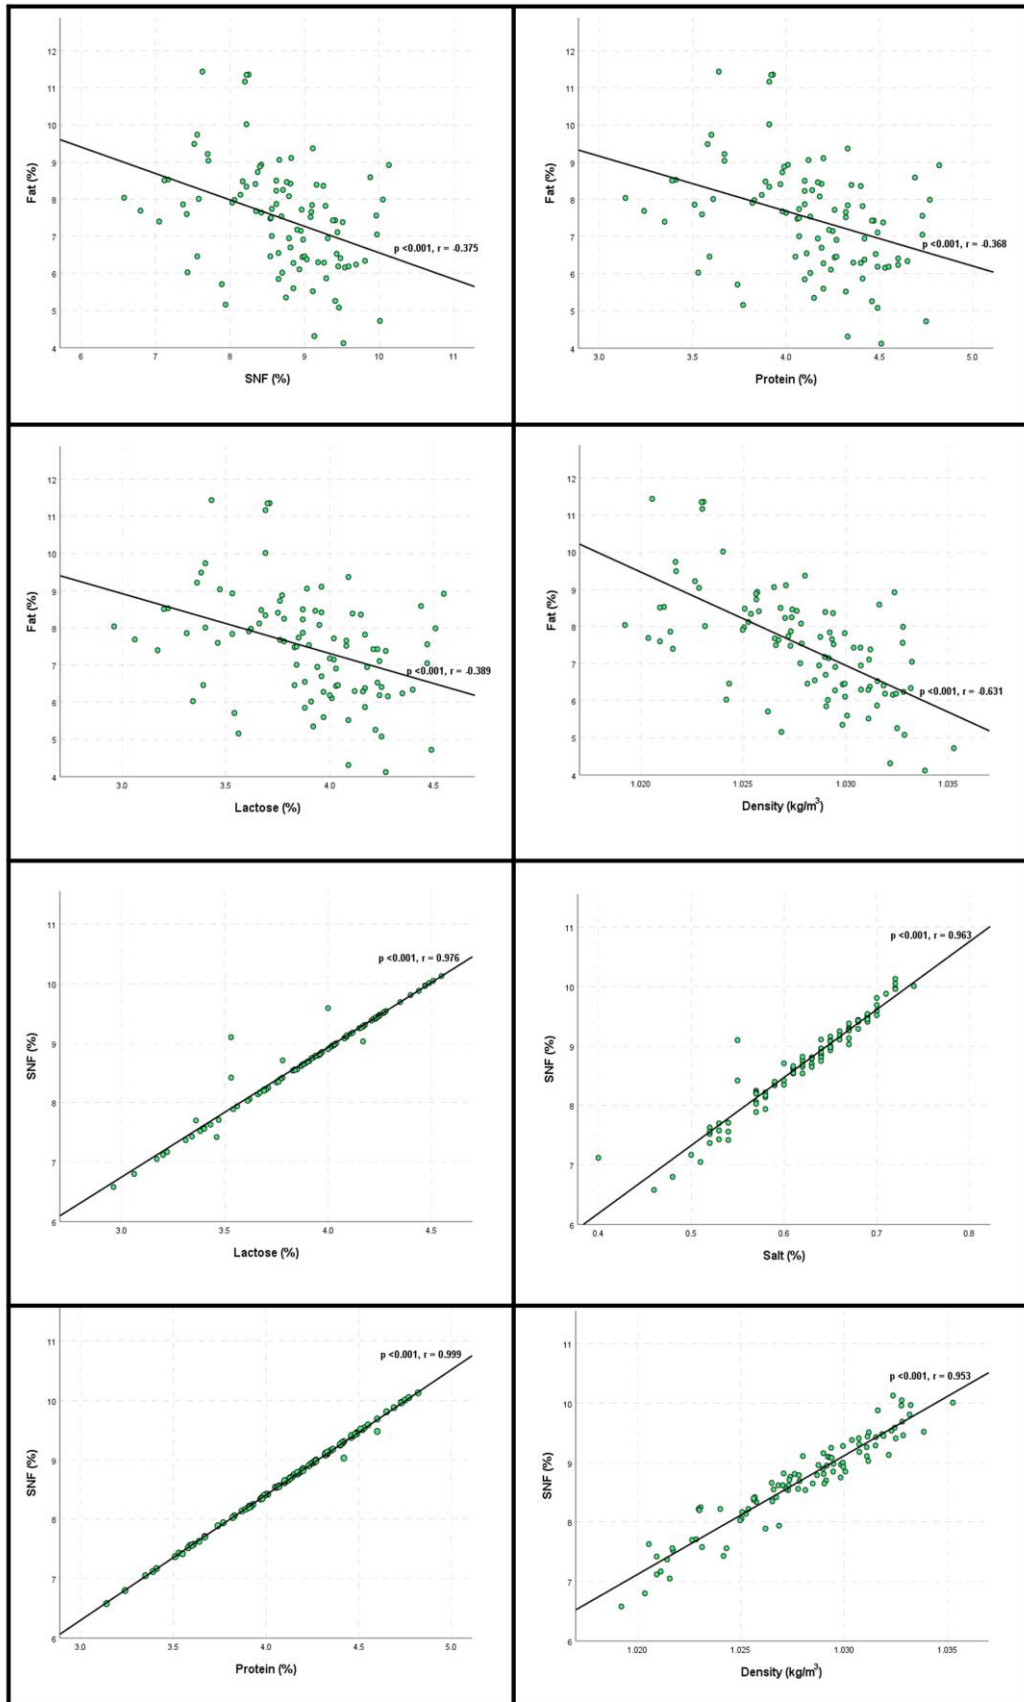 12
11
10
9
8
7
6
5
4
Fat (%)
p <0.001, r = -0.375
6 7 8 9 10 11
SNF (%)
12
11
10
9
8
7
6
5
4
Fat (%)
p <0.001, r = -0.368
3.0 3.5 4.0 4.5 5.0
Protein (%)
12
11
10
9
8
7
6
5
4
Fat (%)
p <0.001, r = -0.389
3.0 3.5 4.0 4.5
Lactose (%)
12
11
10
9
8
7
6
5
4
Fat (%)
p <0.001, r = -0.631
1.020 1.025 1.030 1.035
Density (kg/m³)
11
10
9
8
7
6
SNF (%)
p <0.001, r = 0.976
3.0 3.5 4.0 4.5
Lactose (%)
11
10
9
8
7
6
SNF (%)
p <0.001, r = 0.963
0.4 0.5 0.6 0.7 0.8
Salt (%)
11
10
9
8
7
6
SNF (%)
p <0.001, r = 0.999
3.0 3.5 4.0 4.5 5.0
Protein (%)
11
10
9
8
7
6
SNF (%)
p <0.001, r = 0.953
1.020 1.025 1.030 1.035
Density (kg/m³)